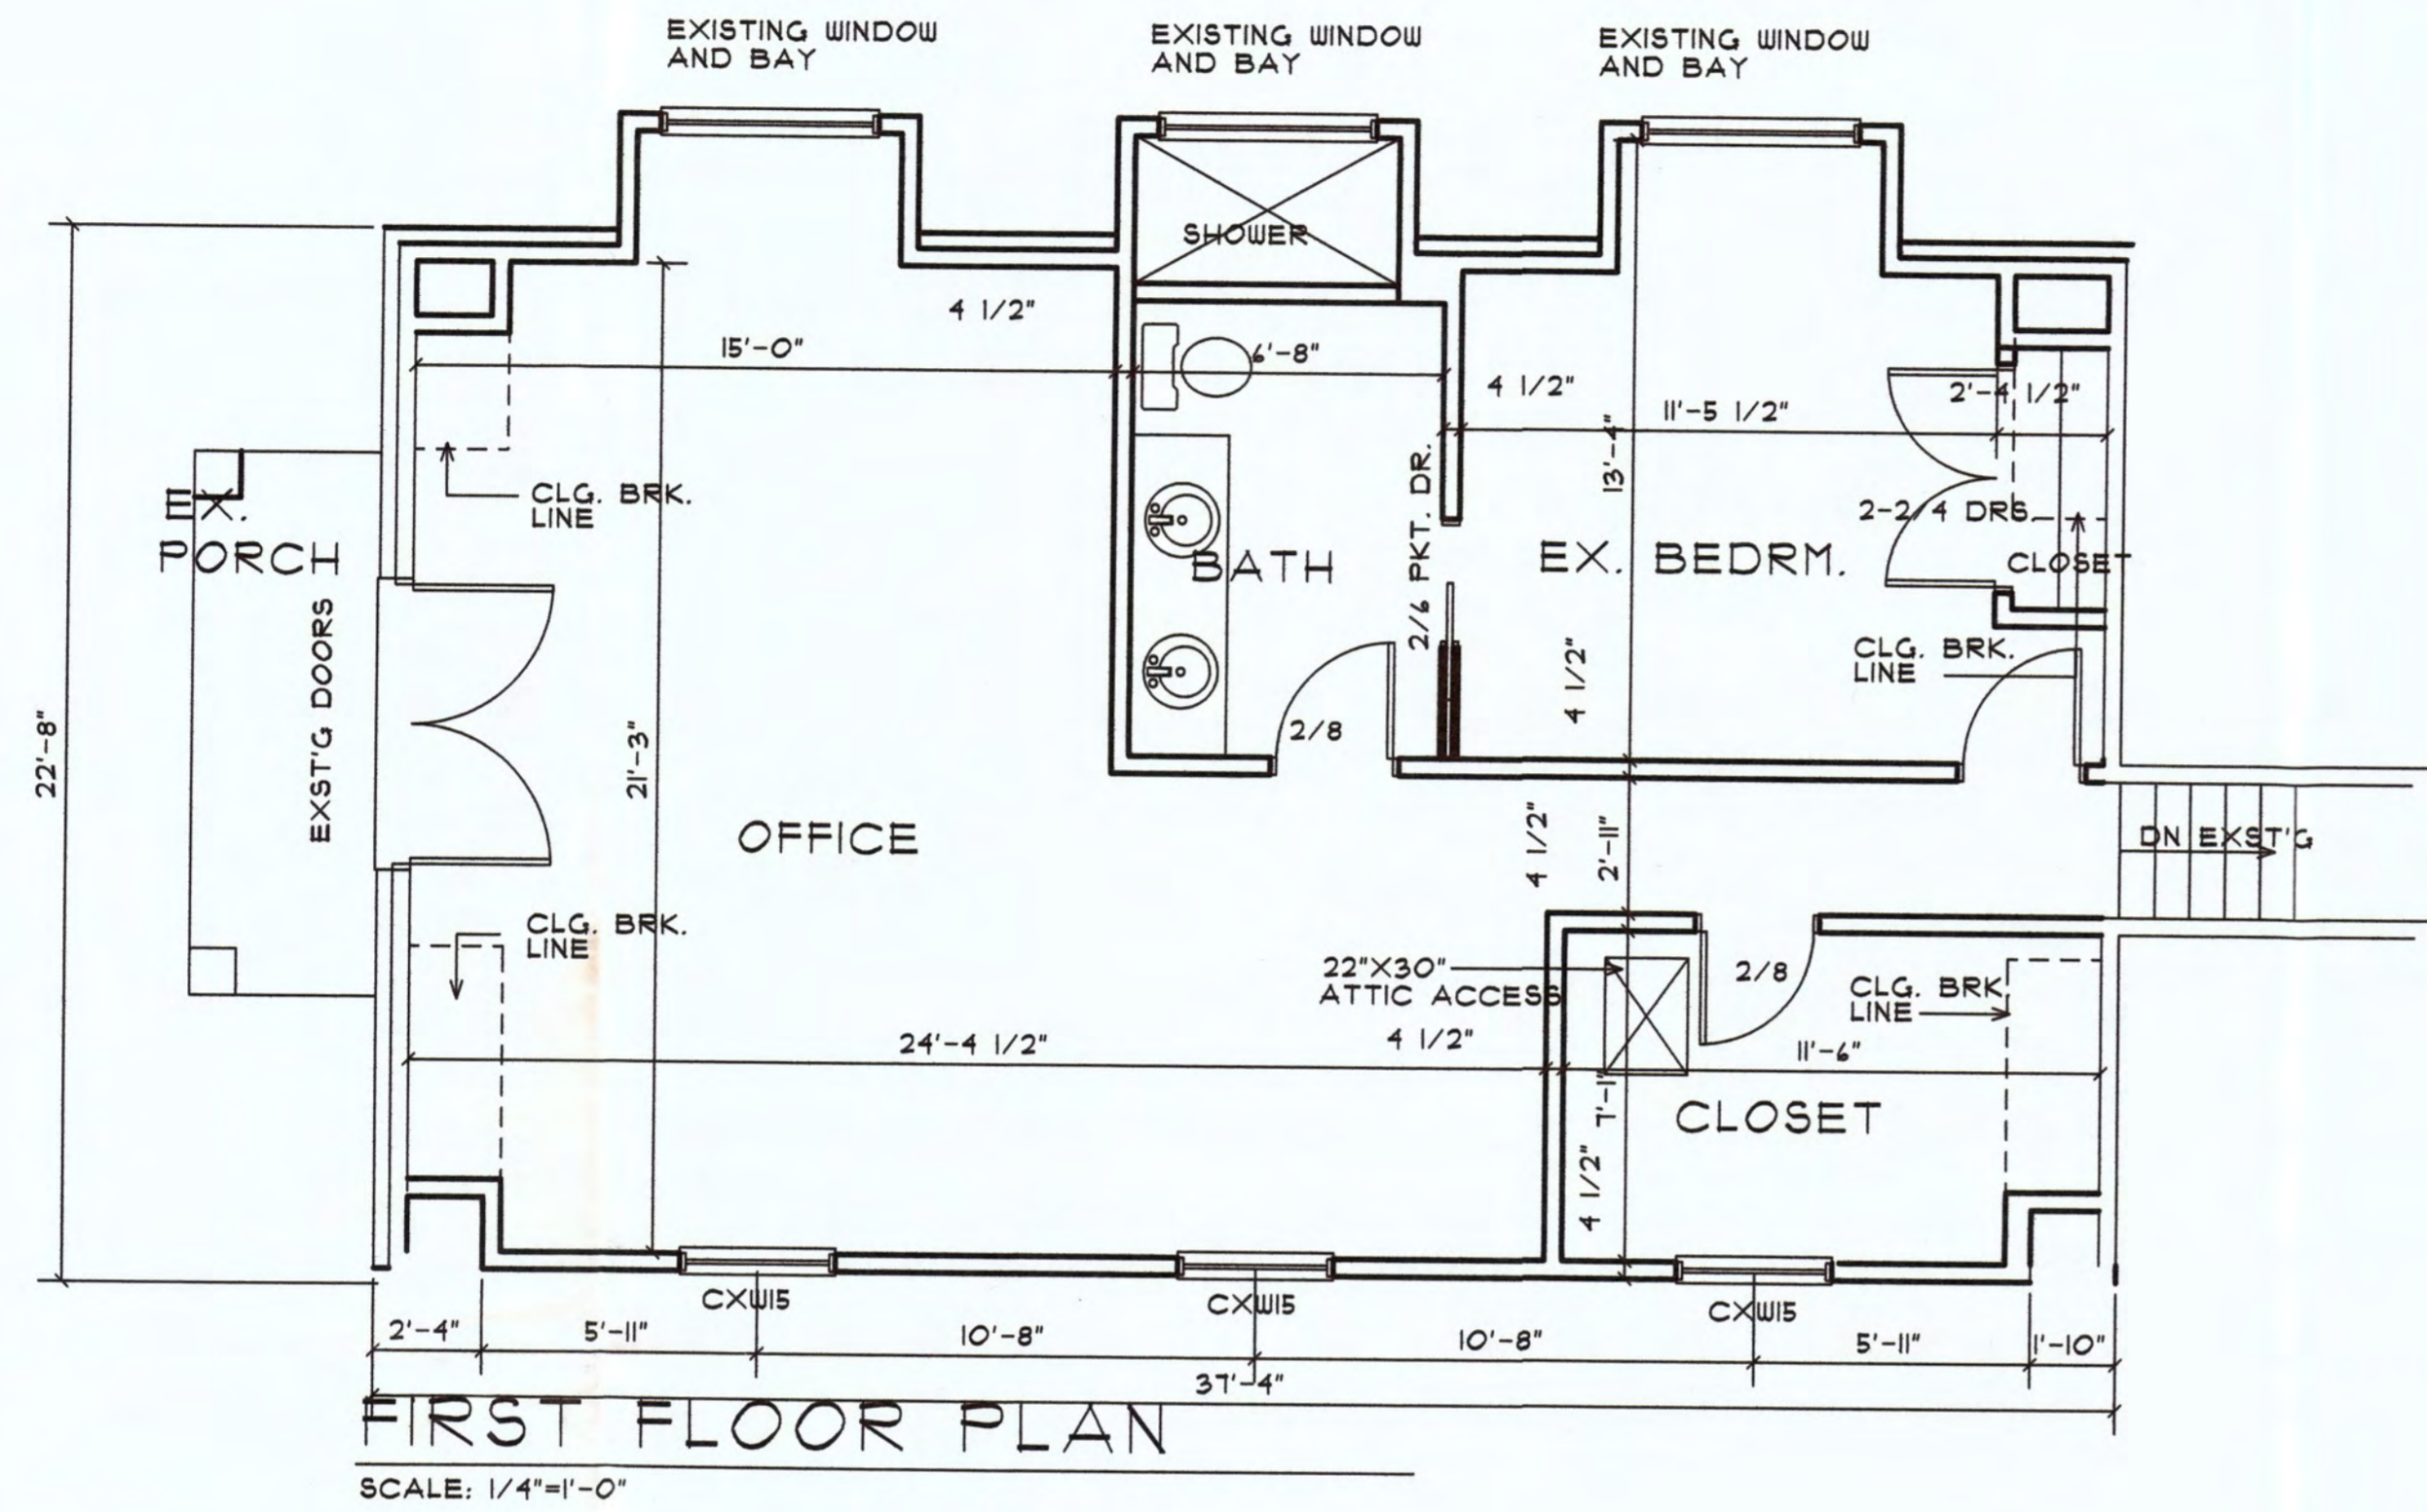 EXISTING WINDOW
AND BAY
EXISTING WINDOW
AND BAY
EXISTING WINDOW
AND BAY
SHOWER
4 1/2"
15'-0"
6'-8"
4 1/2"
11'-5 1/2"
2'-4 1/2"
13'-4"
CLG. BRK.
LINE
2/6 PKT. DR.
2-2/4 DRS.
EX.
PORCH
BATH
EX. BEDRM.
CLOSET
EXST'G DOORS
22'-8"
21'-3"
2/8
4 1/2"
CLG. BRK.
LINE
OFFICE
4 1/2"
2'-11"
DN EXST'G
CLG. BRK.
LINE
22"X30"
ATTIC ACCESS
2/8
CLG. BRK.
LINE
24'-4 1/2"
4 1/2"
11'-6"
7'-1"
CLOSET
4 1/2"
CXW15
CXW15
CXW15
2'-4"
5'-11"
10'-8"
10'-8"
5'-11"
1'-10"
37'-4"
FIRST FLOOR PLAN
SCALE: 1/4"=1'-0"